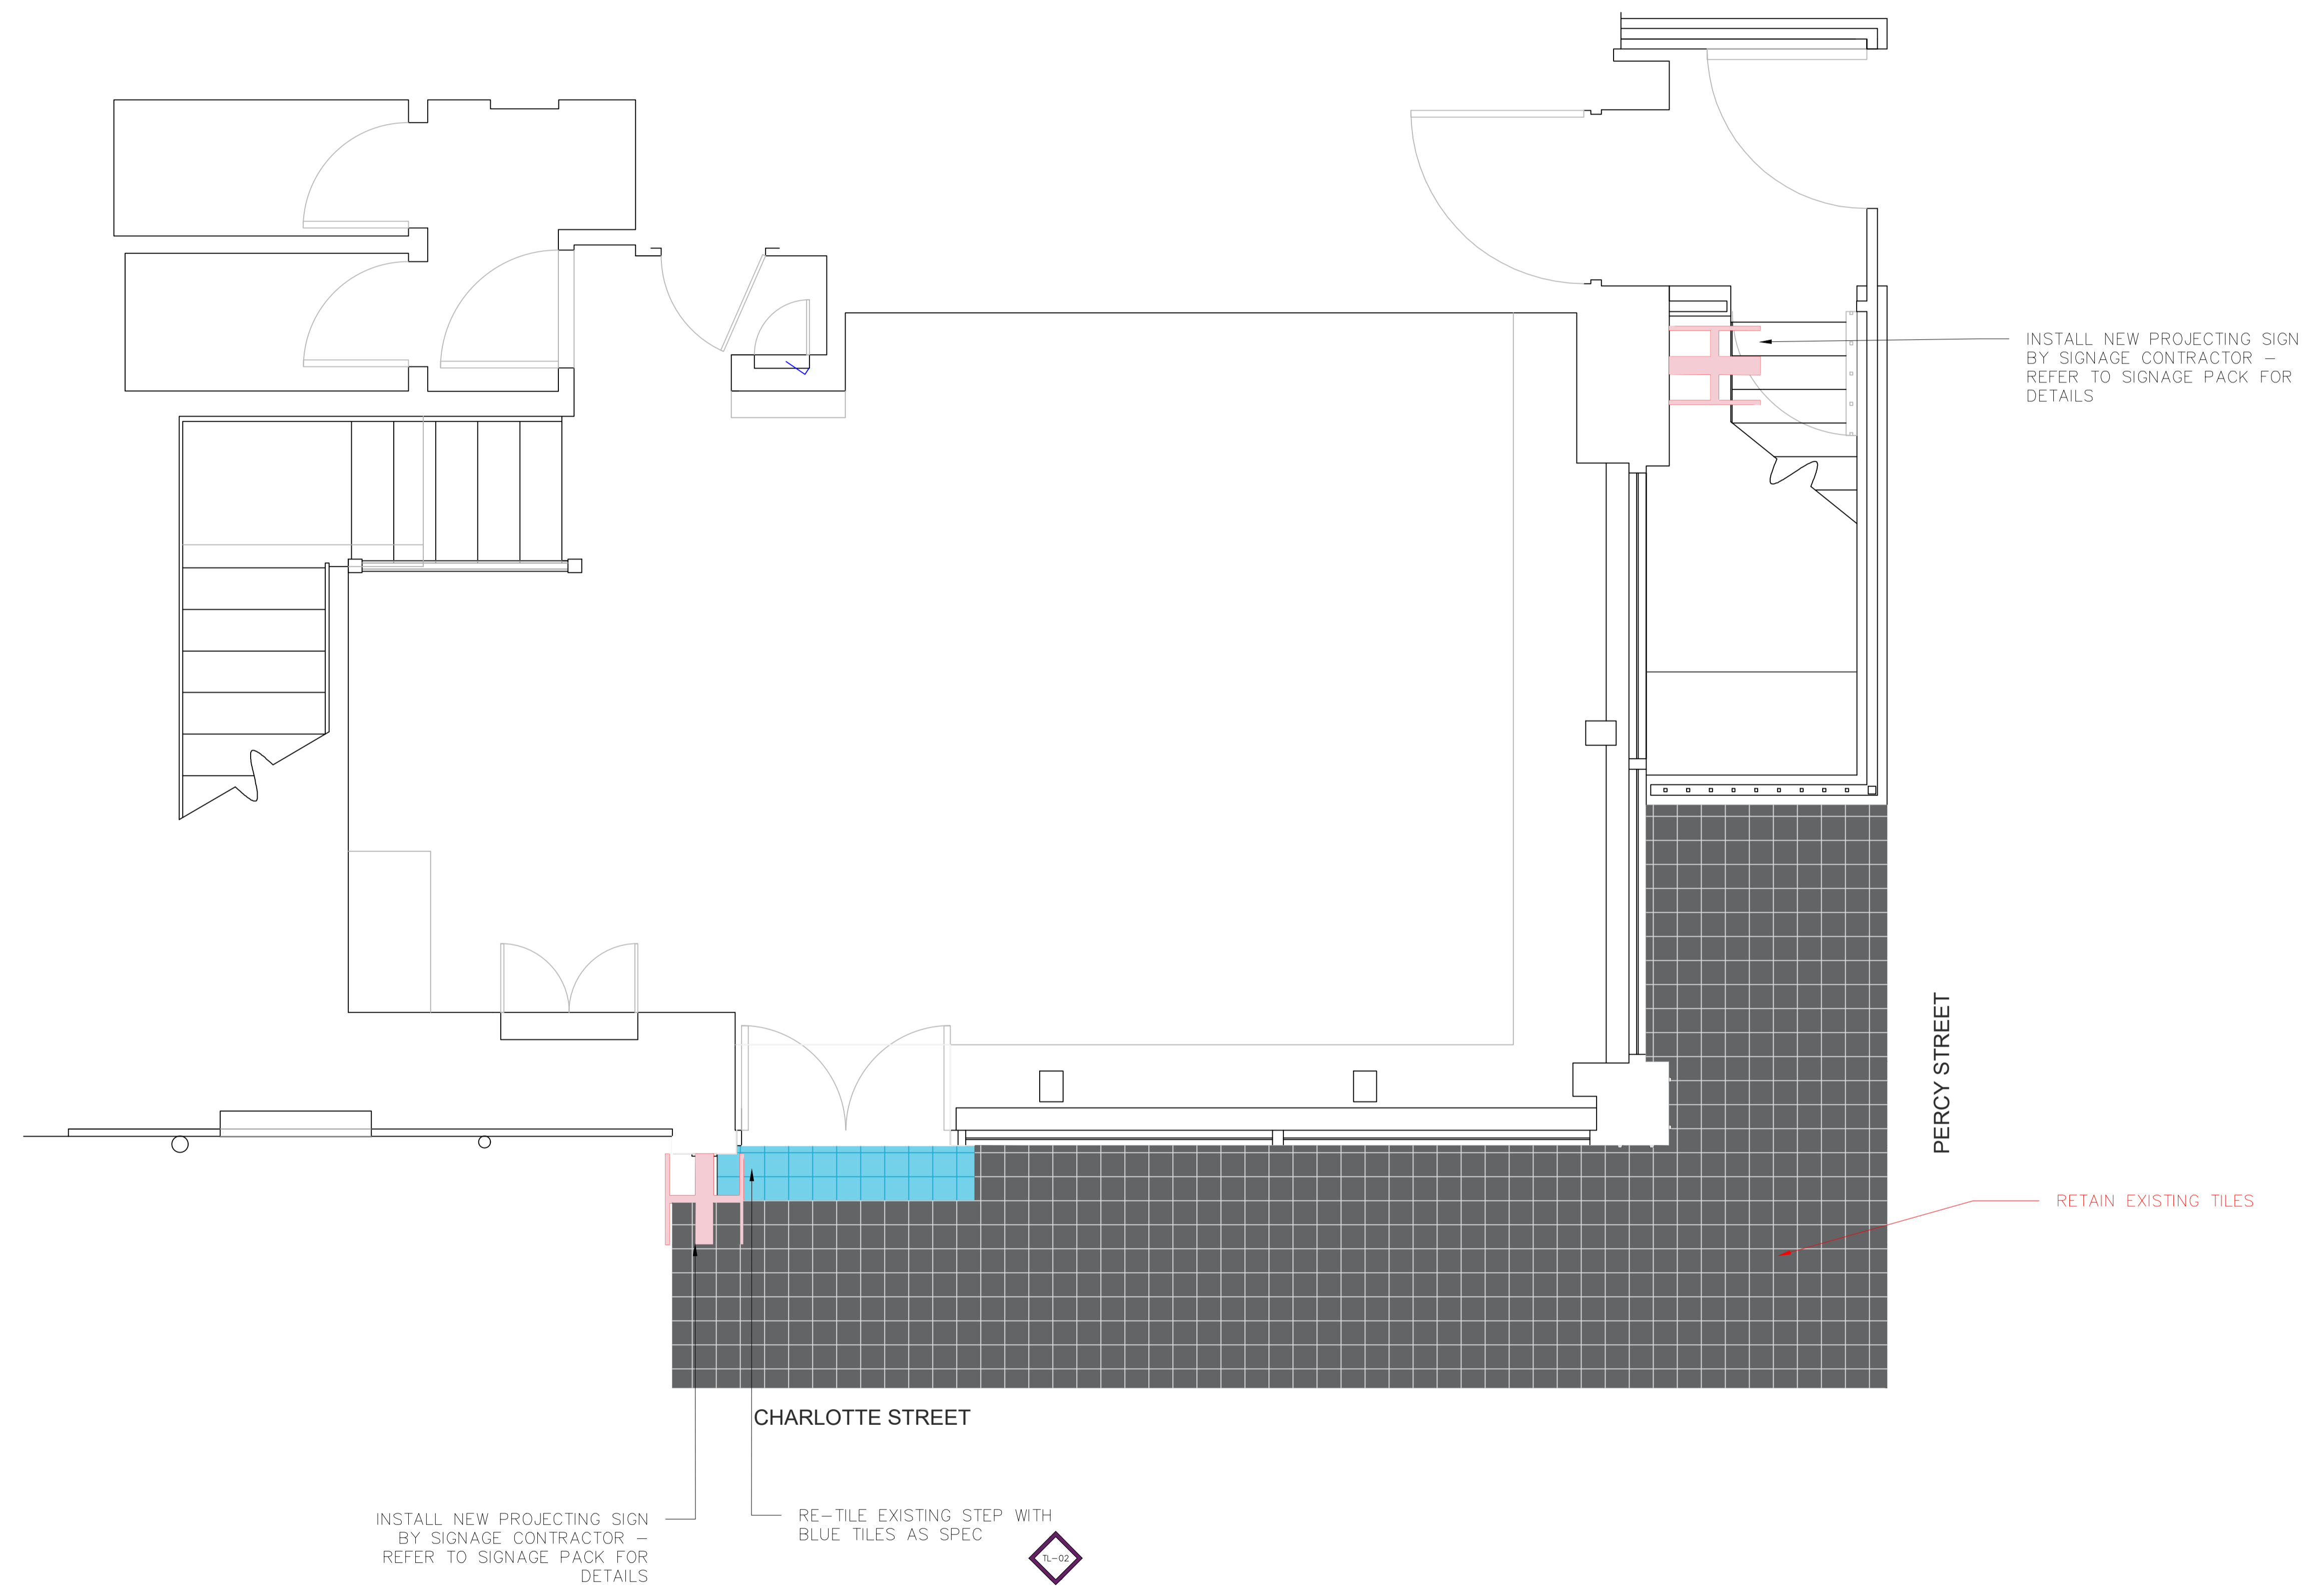 INSTALL NEW PROJECTING SIGN
BY SIGNAGE CONTRACTOR –
REFER TO SIGNAGE PACK FOR
DETAILS
PERCY STREET
RETAIN EXISTING TILES
CHARLOTTE STREET
INSTALL NEW PROJECTING SIGN
BY SIGNAGE CONTRACTOR –
REFER TO SIGNAGE PACK FOR
DETAILS
RE–TILE EXISTING STEP WITH
BLUE TILES AS SPEC
TL–02